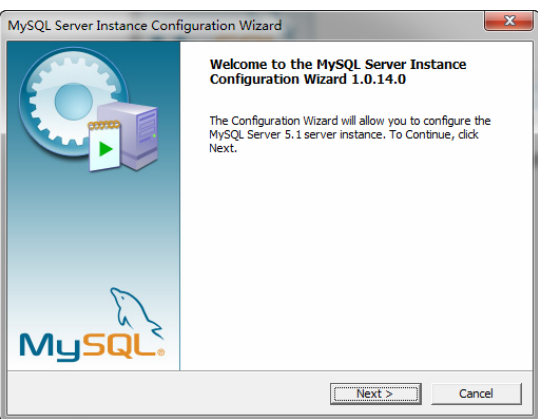 MySQL Server Instance Configuration Wizard
Welcome to the MySQL Server Instance
Configuration Wizard 1.0.14.0
The Configuration Wizard will allow you to configure the
MySQL Server 5.1 server instance. To Continue, click
Next.
MySQL®
Next >
Cancel